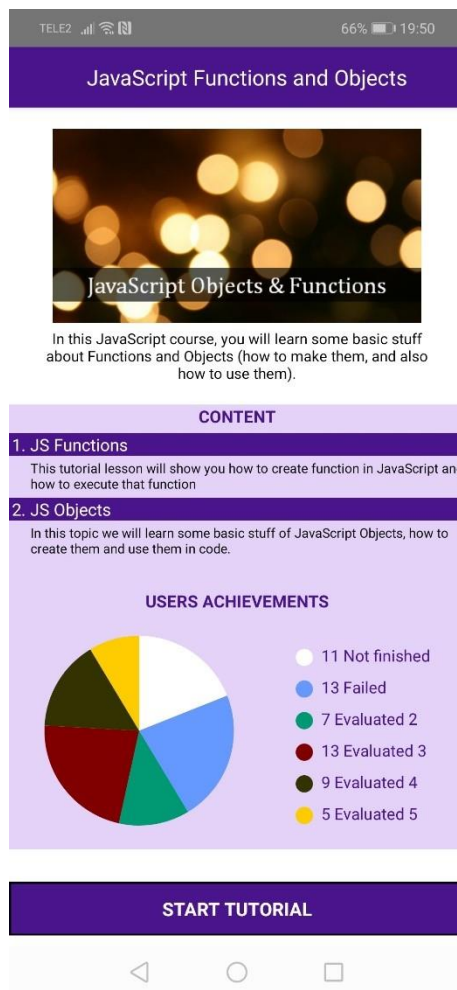 TELE2 66% 19:50
JavaScript Functions and Objects
JavaScript Objects & Functions
In this JavaScript course, you will learn some basic stuff
about Functions and Objects (how to make them, and also
how to use them).
CONTENT
1. JS Functions
This tutorial lesson will show you how to create function in JavaScript an
how to execute that function
2. JS Objects
In this topic we will learn some basic stuff of JavaScript Objects, how to
create them and use them in code.
USERS ACHIEVEMENTS
11 Not finished
13 Failed
7 Evaluated 2
13 Evaluated 3
9 Evaluated 4
5 Evaluated 5
START TUTORIAL